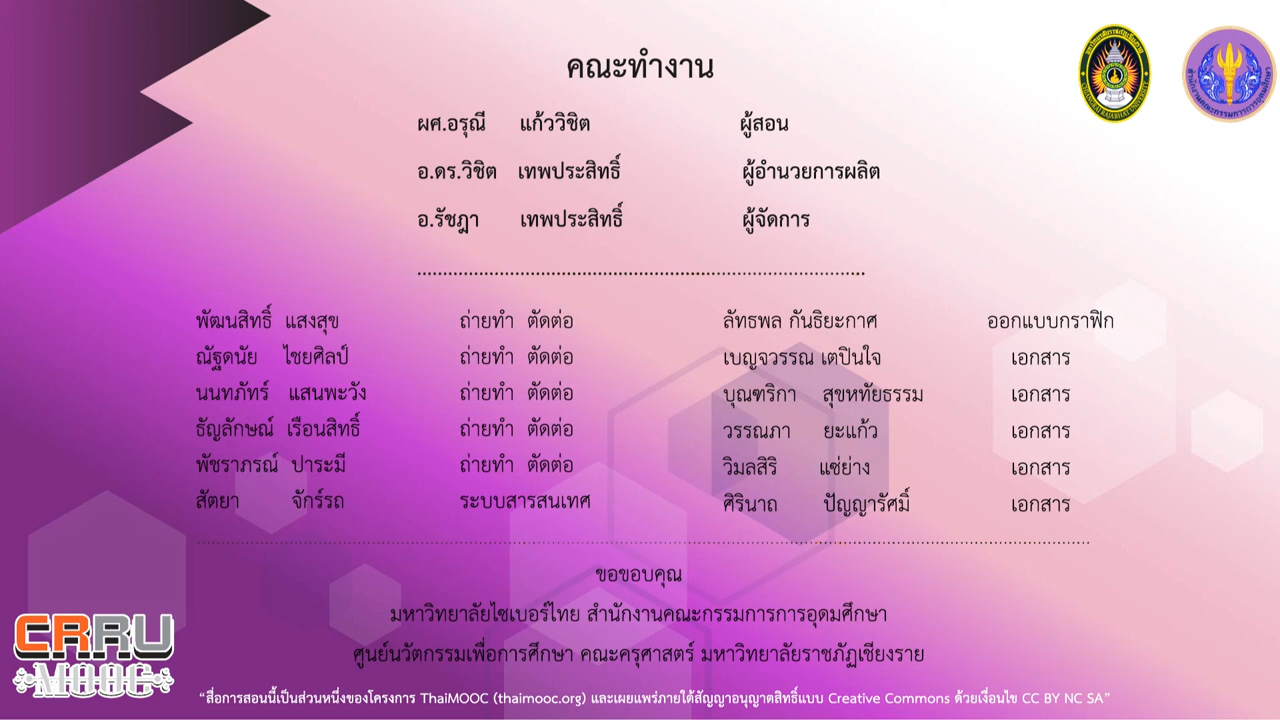 คณะทำงาน
ผศ.อรุณี แก้ววิชิต ผู้สอน
อ.ดร.วิชิต เทพประสิทธิ์ ผู้อำนวยการผลิต
อ.รัชฎา เทพประสิทธิ์ ผู้จัดการ
พัฒนสิทธิ์ แสงสุข ถ่ายทำ ตัดต่อ ลัทธพล กันธิยะกาศ ออกแบบกราฟิก
ณัฐดนัย ไชยศิลป์ ถ่ายทำ ตัดต่อ เบญจวรรณ เตปินใจ เอกสาร
นนทภัทร์ แสนพะวัง ถ่ายทำ ตัดต่อ บุณฑริกา สุขหทัยธรรม เอกสาร
ธัญลักษณ์ เรือนสิทธิ์ ถ่ายทำ ตัดต่อ วรรณภา ยะแก้ว เอกสาร
พัชราภรณ์ ปาระมี ถ่ายทำ ตัดต่อ วิมลสิริ แซ่ย่าง เอกสาร
สัตยา จักร์รถ ระบบสารสนเทศ ศิรินาถ ปัญญารัศมิ์ เอกสาร
ขอขอบคุณ
มหาวิทยาลัยไซเบอร์ไทย สำนักงานคณะกรรมการการอุดมศึกษา
ศูนย์นวัตกรรมเพื่อการศึกษา คณะครุศาสตร์ มหาวิทยาลัยราชภัฏเชียงราย
CRRU
MOOC
“สื่อการสอนนี้เป็นส่วนหนึ่งของโครงการ ThaiMOOC (thaimooc.org) และเผยแพร่ภายใต้สัญญาอนุญาตสิทธิ์แบบ Creative Commons ด้วยเงื่อนไข CC BY NC SA”